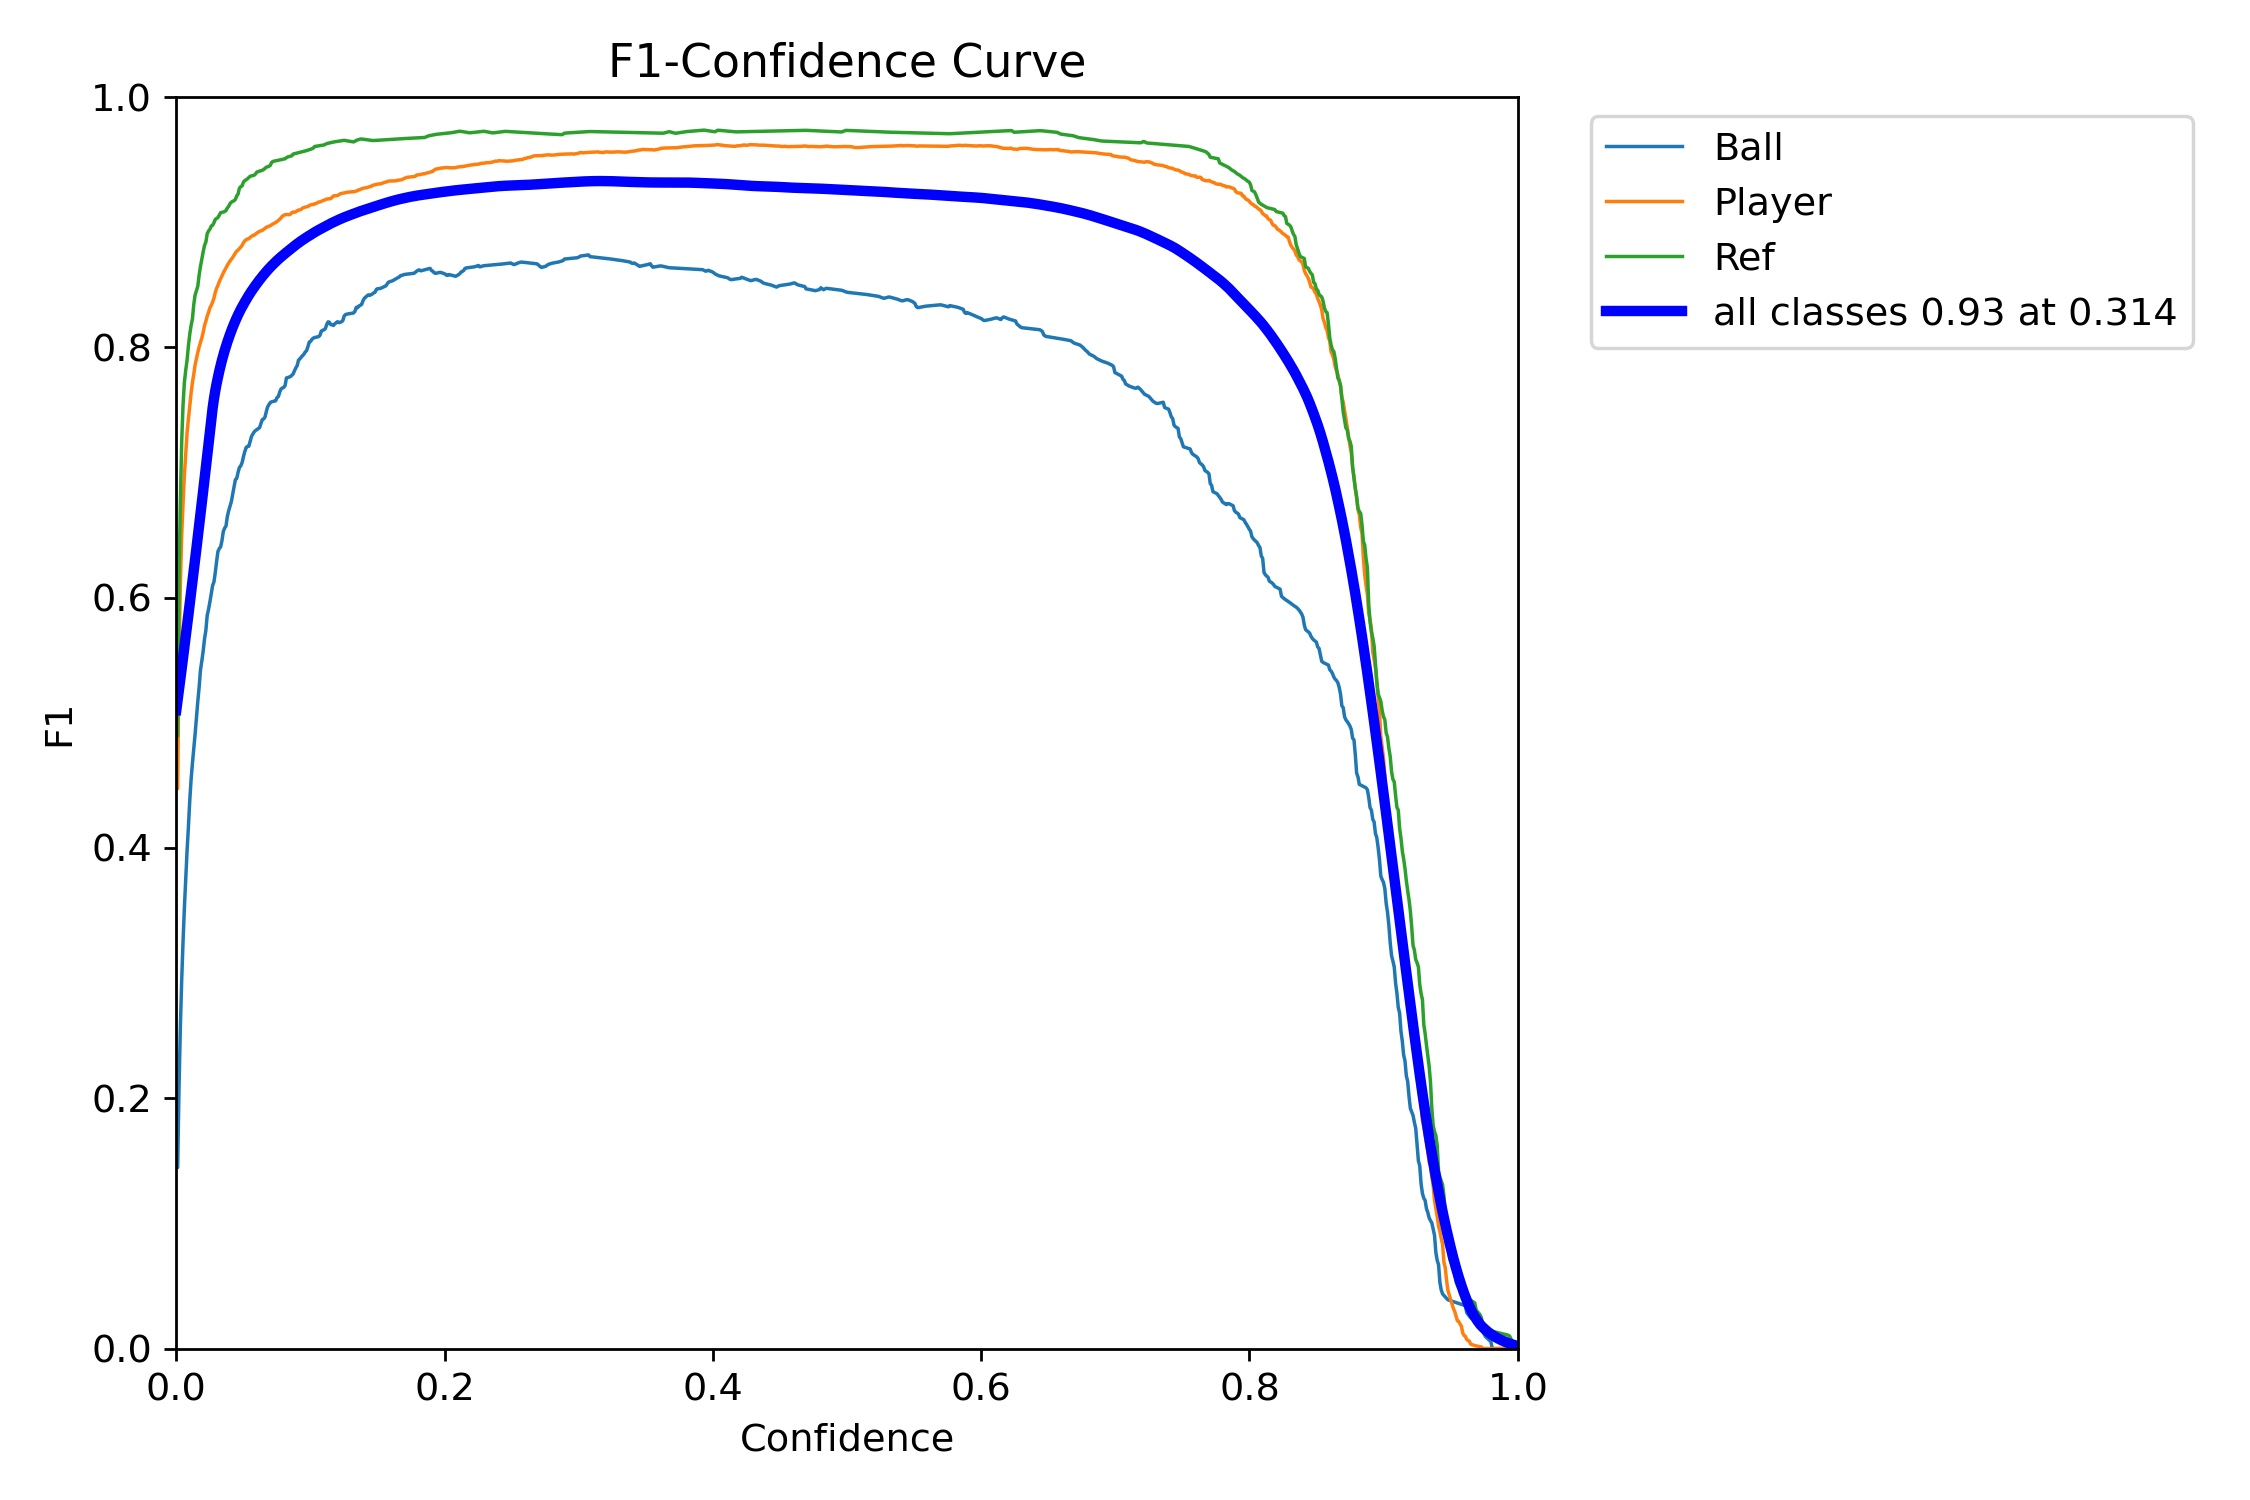 F1-Confidence Curve
Ball
Player
Ref
all classes 0.93 at 0.314
F1
1.0
0.8
0.6
0.4
0.2
0.0
0.0 0.2 0.4 0.6 0.8 1.0
Confidence